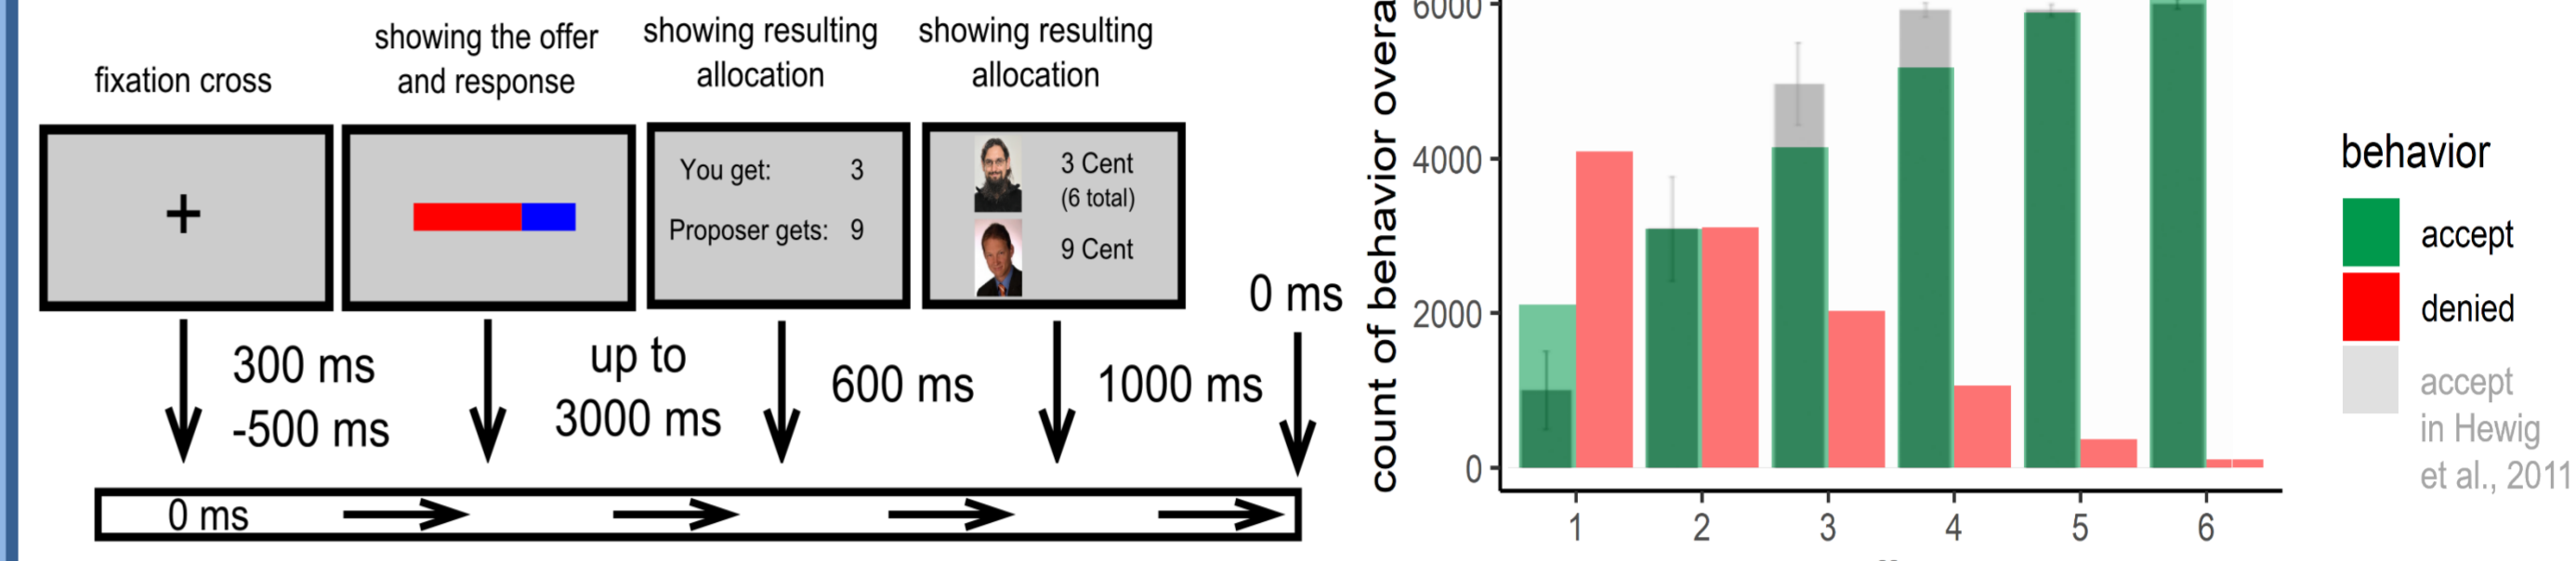 fixation cross
showing the offer
and response
showing resulting
allocation
showing resulting
allocation
+
You get: 3
Proposer gets: 9
3 Cent
(6 total)
9 Cent
300 ms
-500 ms
up to
3000 ms
600 ms
1000 ms
0 ms
0 ms
count of behavior overa
6000
4000
2000
0
1 2 3 4 5 6
behavior
accept
denied
accept
in Hewig
et al., 2011